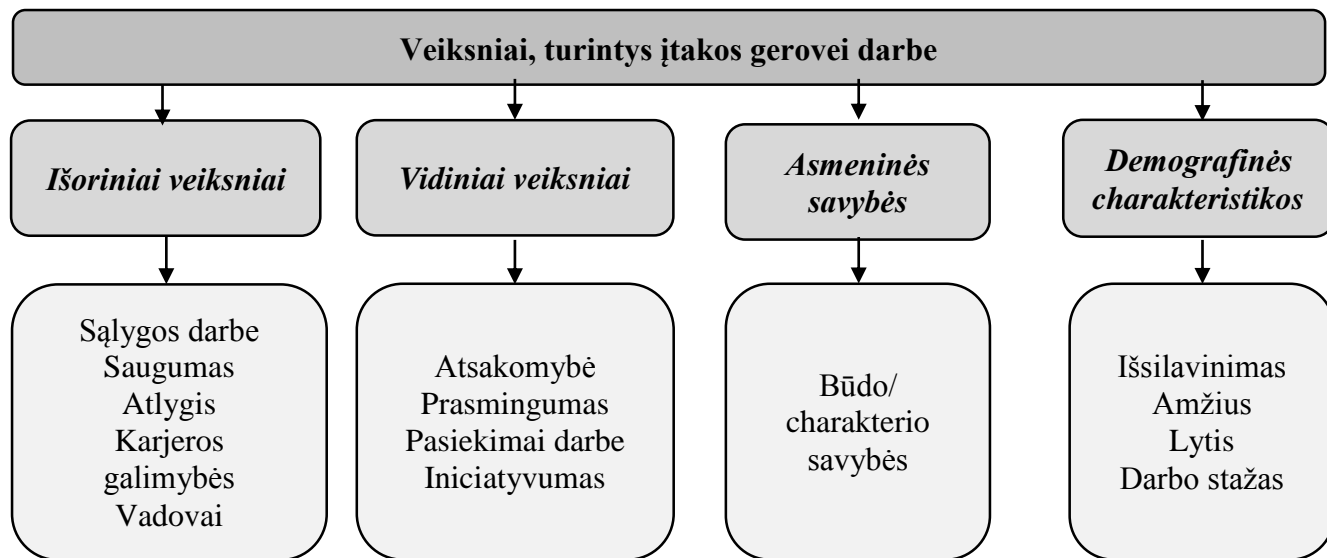 Veiksniai, turintys įtakos gerovei darbe
Išoriniai veiksniai
Vidiniai veiksniai
Asmeninės
savybės
Demografinės
charakteristikos
Sąlygos darbe
Saugumas
Atlygis
Karjeros
galimybės
Vadovai
Atsakomybė
Prasmingumas
Pasiekimai darbe
Iniciatyvumas
Būdo/
charakterio
savybės
Išsilavinimas
Amžius
Lytis
Darbo stažas